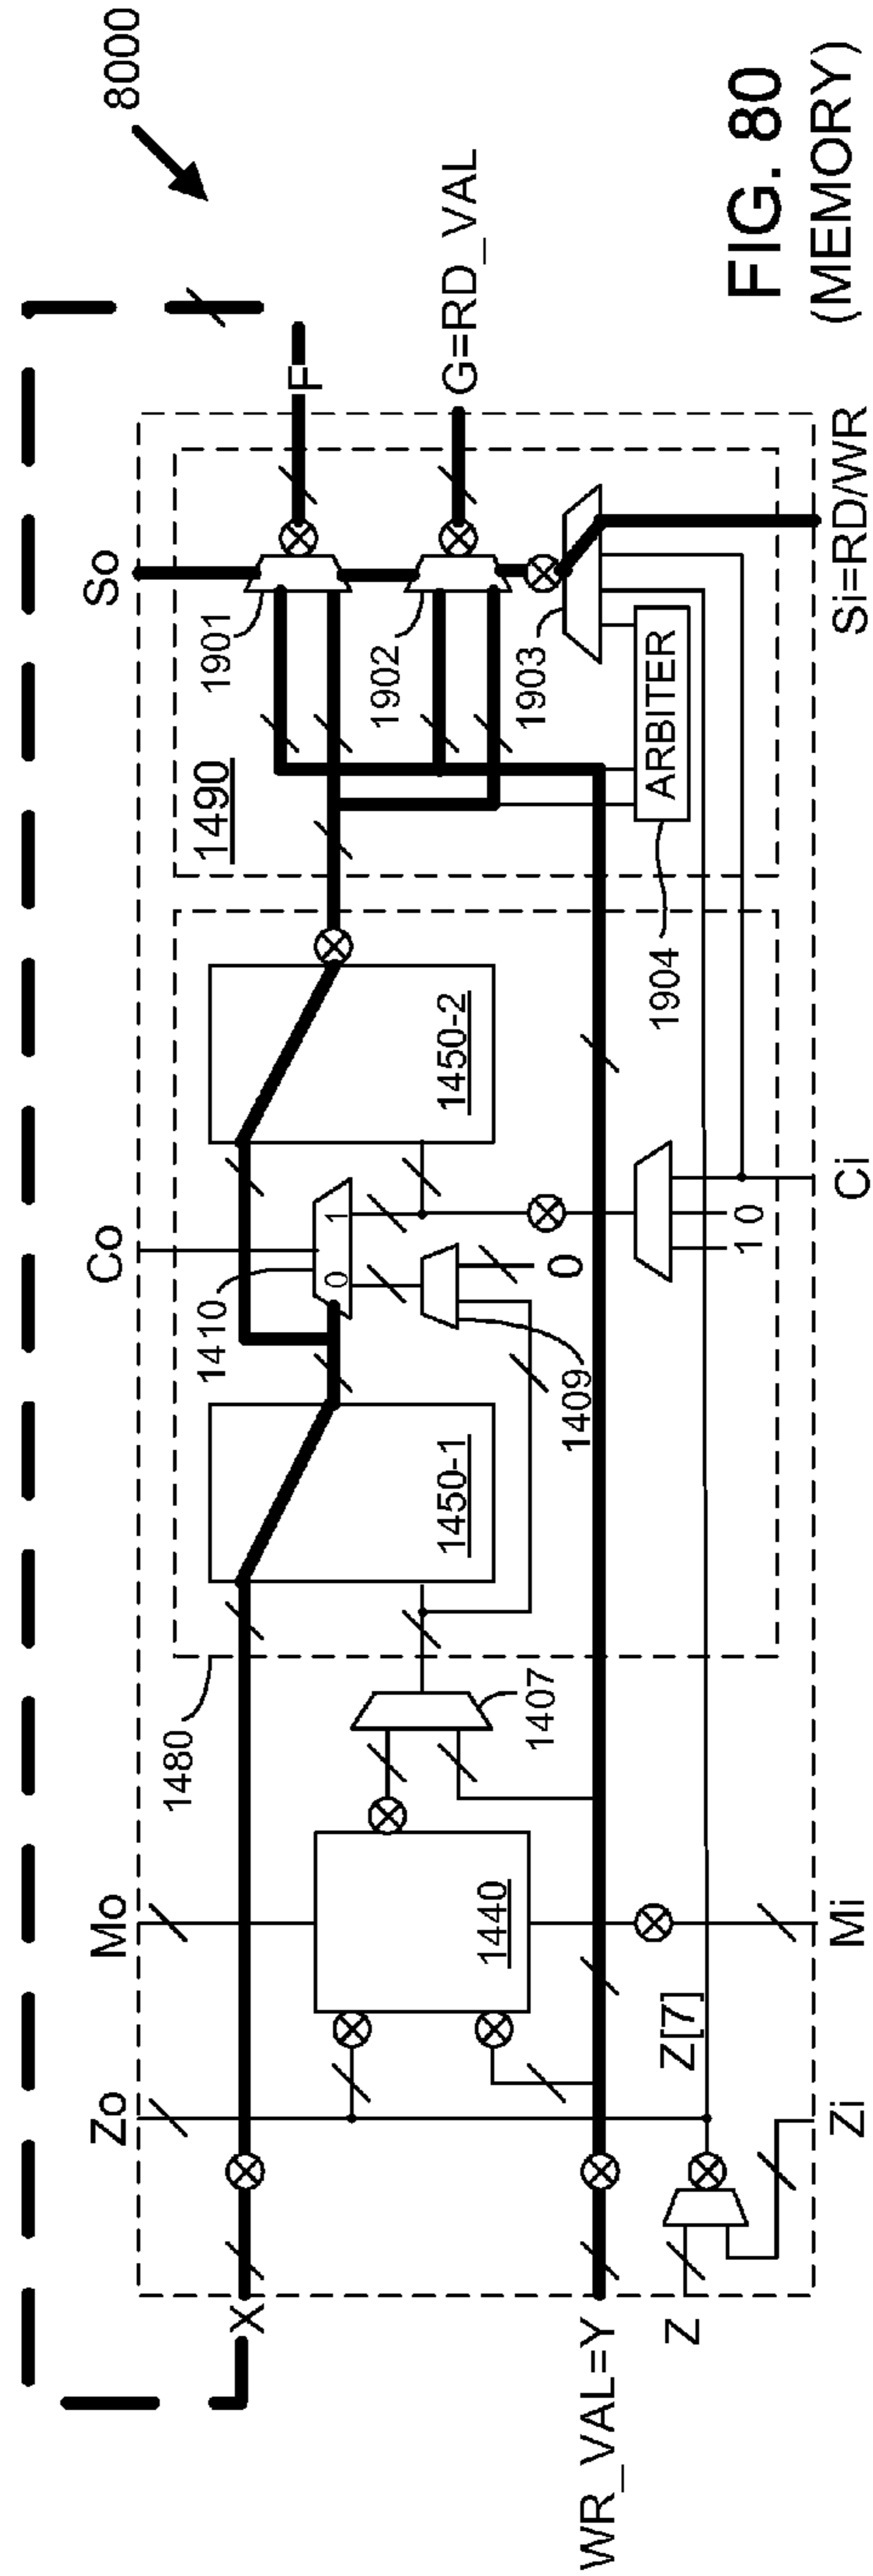 8000
So
Co
Mo
Zo
F
G=RD_VAL
1901
1902
1903
1490
ARBITER
1904
1450-2
1410
0
1
1409
0
1 0
1450-1
1480
1407
1440
X
WR_VAL=Y
Z
Z[7]
Zi
Mi
Ci
Si=RD/WR
FIG. 80
(MEMORY)